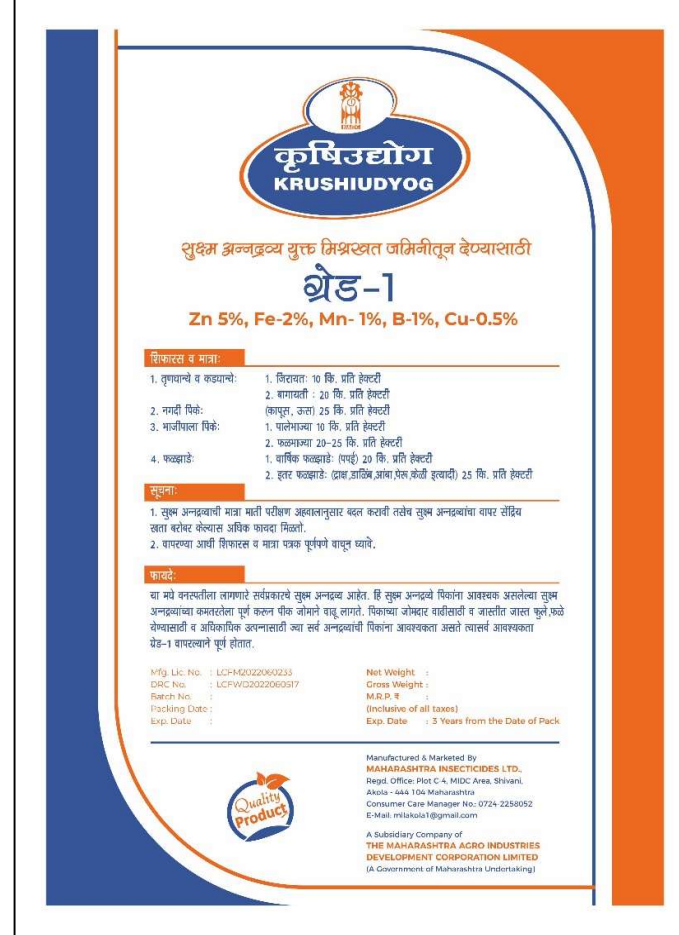 कृषिउद्योग
KRUSHIUDYOG
सुक्ष्म अन्नद्रव्य युक्त मिश्रखत जमिनीतून देण्यासाठी
ग्रेड-1
Zn 5%, Fe-2%, Mn- 1%, B-1%, Cu-0.5%
शिफारस व मात्राः
1. तृणधान्ये व कडधान्येः 1. जिरायतः 10 कि. प्रति हेक्टरी
2. बागायती : 20 कि. प्रति हेक्टरी
2. नगदी पिकेः (कापूस, ऊस) 25 कि. प्रति हेक्टरी
3. भाजीपाला पिकेः 1. पालेभाज्या 10 कि. प्रति हेक्टरी
2. फळभाज्या 20-25 कि. प्रति हेक्टरी
4. फळझाडेः 1. वार्षिक फळझाडेः (पपई) 20 कि. प्रति हेक्टरी
2. इतर फळझाडेः (द्राक्ष,डाळिंब,आंबा,पेरू,केळी इत्यादी) 25 कि. प्रति हेक्टरी
सूचनाः
1. सुक्ष्म अन्नद्रव्याची मात्रा माती परीक्षण अहवालानुसार बदल करावी तसेच सुक्ष्म अन्नद्रव्यांचा वापर सेंद्रिय
खता बरोबर केल्यास अधिक फायदा मिळतो.
2. वापरण्या आधी शिफारस व मात्रा पत्रक पूर्णपणे वाचून घ्यावे.
फायदेः
या मधे वनस्पतीला लागणारे सर्वप्रकारचे सुक्ष्म अन्नद्रव्य आहेत. हि सुक्ष्म अन्नद्रव्ये पिकांना आवश्यक असलेल्या सुक्ष्म
अन्नद्रव्यांच्या कमतरतेला पूर्ण करून पीक जोमाने वाढू लागते. पिकाच्या जोमदार वाढीसाठी व जास्तीत जास्त फुले,फळे
येण्यासाठी व अधिकाधिक उत्पन्नासाठी ज्या सर्व अन्नद्रव्यांची पिकांना आवश्यकता असते त्यासर्व आवश्यकता
ग्रेड-1 वापरल्याने पूर्ण होतात.
Mfg. Lic. No. : LCFM2022060233
DRC No. : LCFWD2022060517
Batch No. :
Packing Date :
Exp. Date :
Net Weight :
Gross Weight :
M.R.P. ₹ :
(Inclusive of all taxes)
Exp. Date : 3 Years from the Date of Pack
Quality
Product
Manufactured & Marketed By
MAHARASHTRA INSECTICIDES LTD.,
Regd. Office: Plot C-4, MIDC Area, Shivani,
Akola - 444 104 Maharashtra
Consumer Care Manager No.: 0724-2258052
E-Mail: milakola1@gmail.com
A Subsidiary Company of
THE MAHARASHTRA AGRO INDUSTRIES
DEVELOPMENT CORPORATION LIMITED
(A Government of Maharashtra Undertaking)